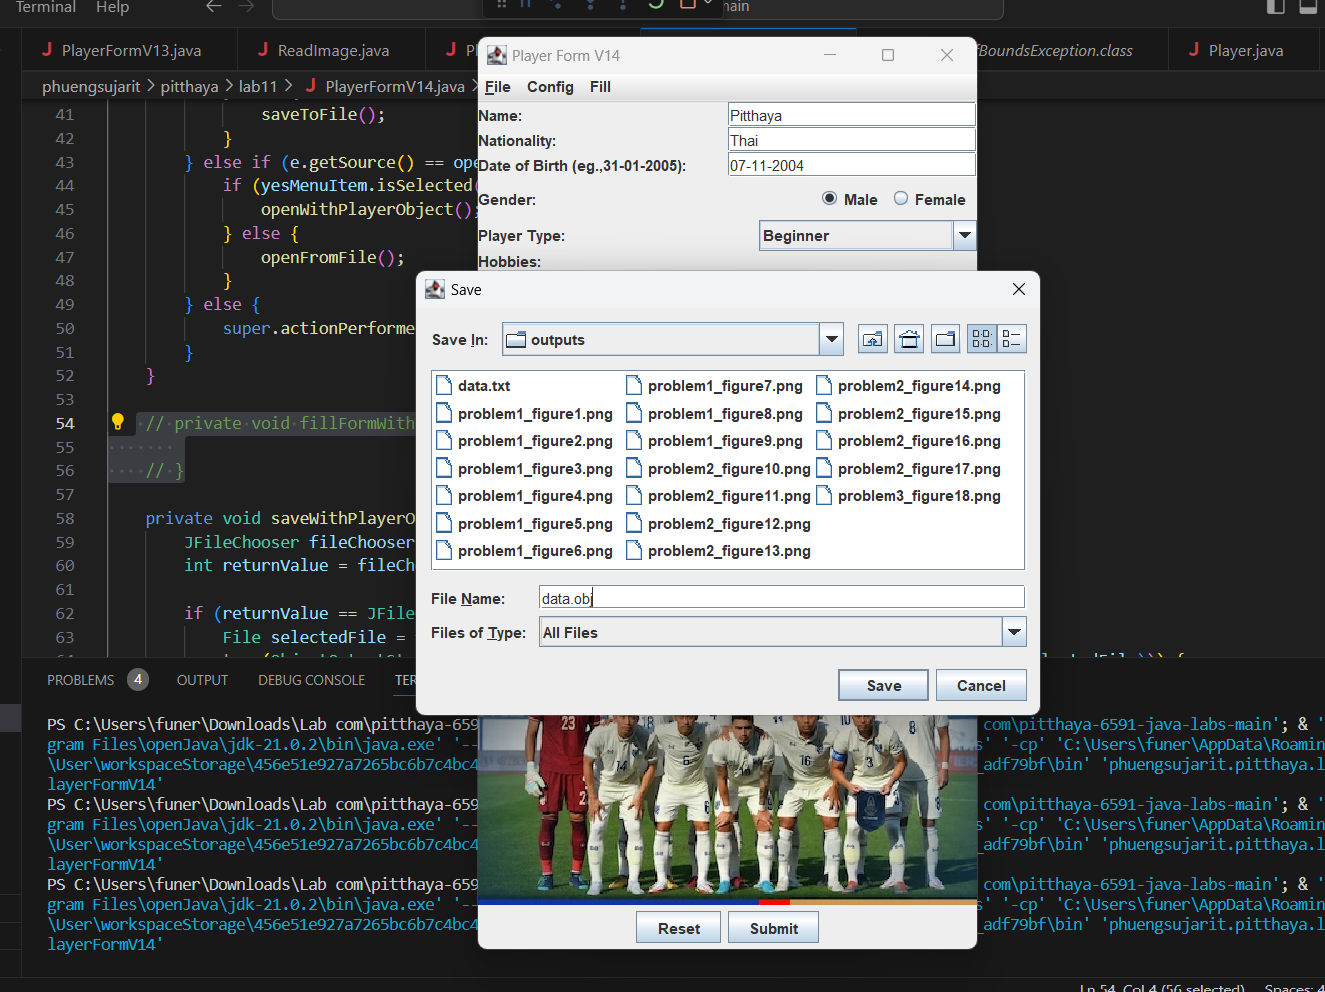 Terminal Help
main
PlayerFormV13.java
ReadImage.java
fBoundsException.class
Player.java
phuengsujarit > pitthaya > lab11 > PlayerFormV14.java >
41 saveToFile();
42 }
43 } else if (e.getSource() == ope
44 if (yesMenuItem.isSelected(
45 openWithPlayerObject();
46 } else {
47 openFromFile();
48 }
49 } else {
50 super.actionPerforme
51 }
52 }
53
54 // private void fillFormWith
55
56 // }
57
58 private void saveWithPlayerO
59 JFileChooser fileChooser
60 int returnValue = fileCh
61
62 if (returnValue == JFile
63 File selectedFile =
Player Form V14
File Config Fill
Name: Pitthaya
Nationality: Thai
Date of Birth (eg.,31-01-2005): 07-11-2004
Gender: Male Female
Player Type: Beginner
Hobbies:
Save
Save In: outputs
data.txt problem1_figure7.png problem2_figure14.png
problem1_figure1.png problem1_figure8.png problem2_figure15.png
problem1_figure2.png problem1_figure9.png problem2_figure16.png
problem1_figure3.png problem2_figure10.png problem2_figure17.png
problem1_figure4.png problem2_figure11.png problem3_figure18.png
problem1_figure5.png problem2_figure12.png
problem1_figure6.png problem2_figure13.png
File Name: data.obj
Files of Type: All Files
Save Cancel
PROBLEMS 4 OUTPUT DEBUG CONSOLE TER
PS C:\Users\funer\Downloads\Lab com\pitthaya-659 com\pitthaya-6591-java-labs-main'; & '
gram Files\openJava\jdk-21.0.2\bin\java.exe' '-- s' '-cp' 'C:\Users\funer\AppData\Roamin
\User\workspaceStorage\456e51e927a7265bc6b7c4bc4 _adf79bf\bin' 'phuengsujarit.pitthaya.l
layerFormV14'
PS C:\Users\funer\Downloads\Lab com\pitthaya-659 com\pitthaya-6591-java-labs-main'; & '
gram Files\openJava\jdk-21.0.2\bin\java.exe' '-- s' '-cp' 'C:\Users\funer\AppData\Roamin
\User\workspaceStorage\456e51e927a7265bc6b7c4bc4 _adf79bf\bin' 'phuengsujarit.pitthaya.l
layerFormV14'
PS C:\Users\funer\Downloads\Lab com\pitthaya-659 com\pitthaya-6591-java-labs-main'; & '
gram Files\openJava\jdk-21.0.2\bin\java.exe' '-- s' '-cp' 'C:\Users\funer\AppData\Roamin
\User\workspaceStorage\456e51e927a7265bc6b7c4bc4 _adf79bf\bin' 'phuengsujarit.pitthaya.l
layerFormV14'
23 14 6 11 16 3
Reset Submit
Ln 54, Col 4 (56 selected) Spaces: 4